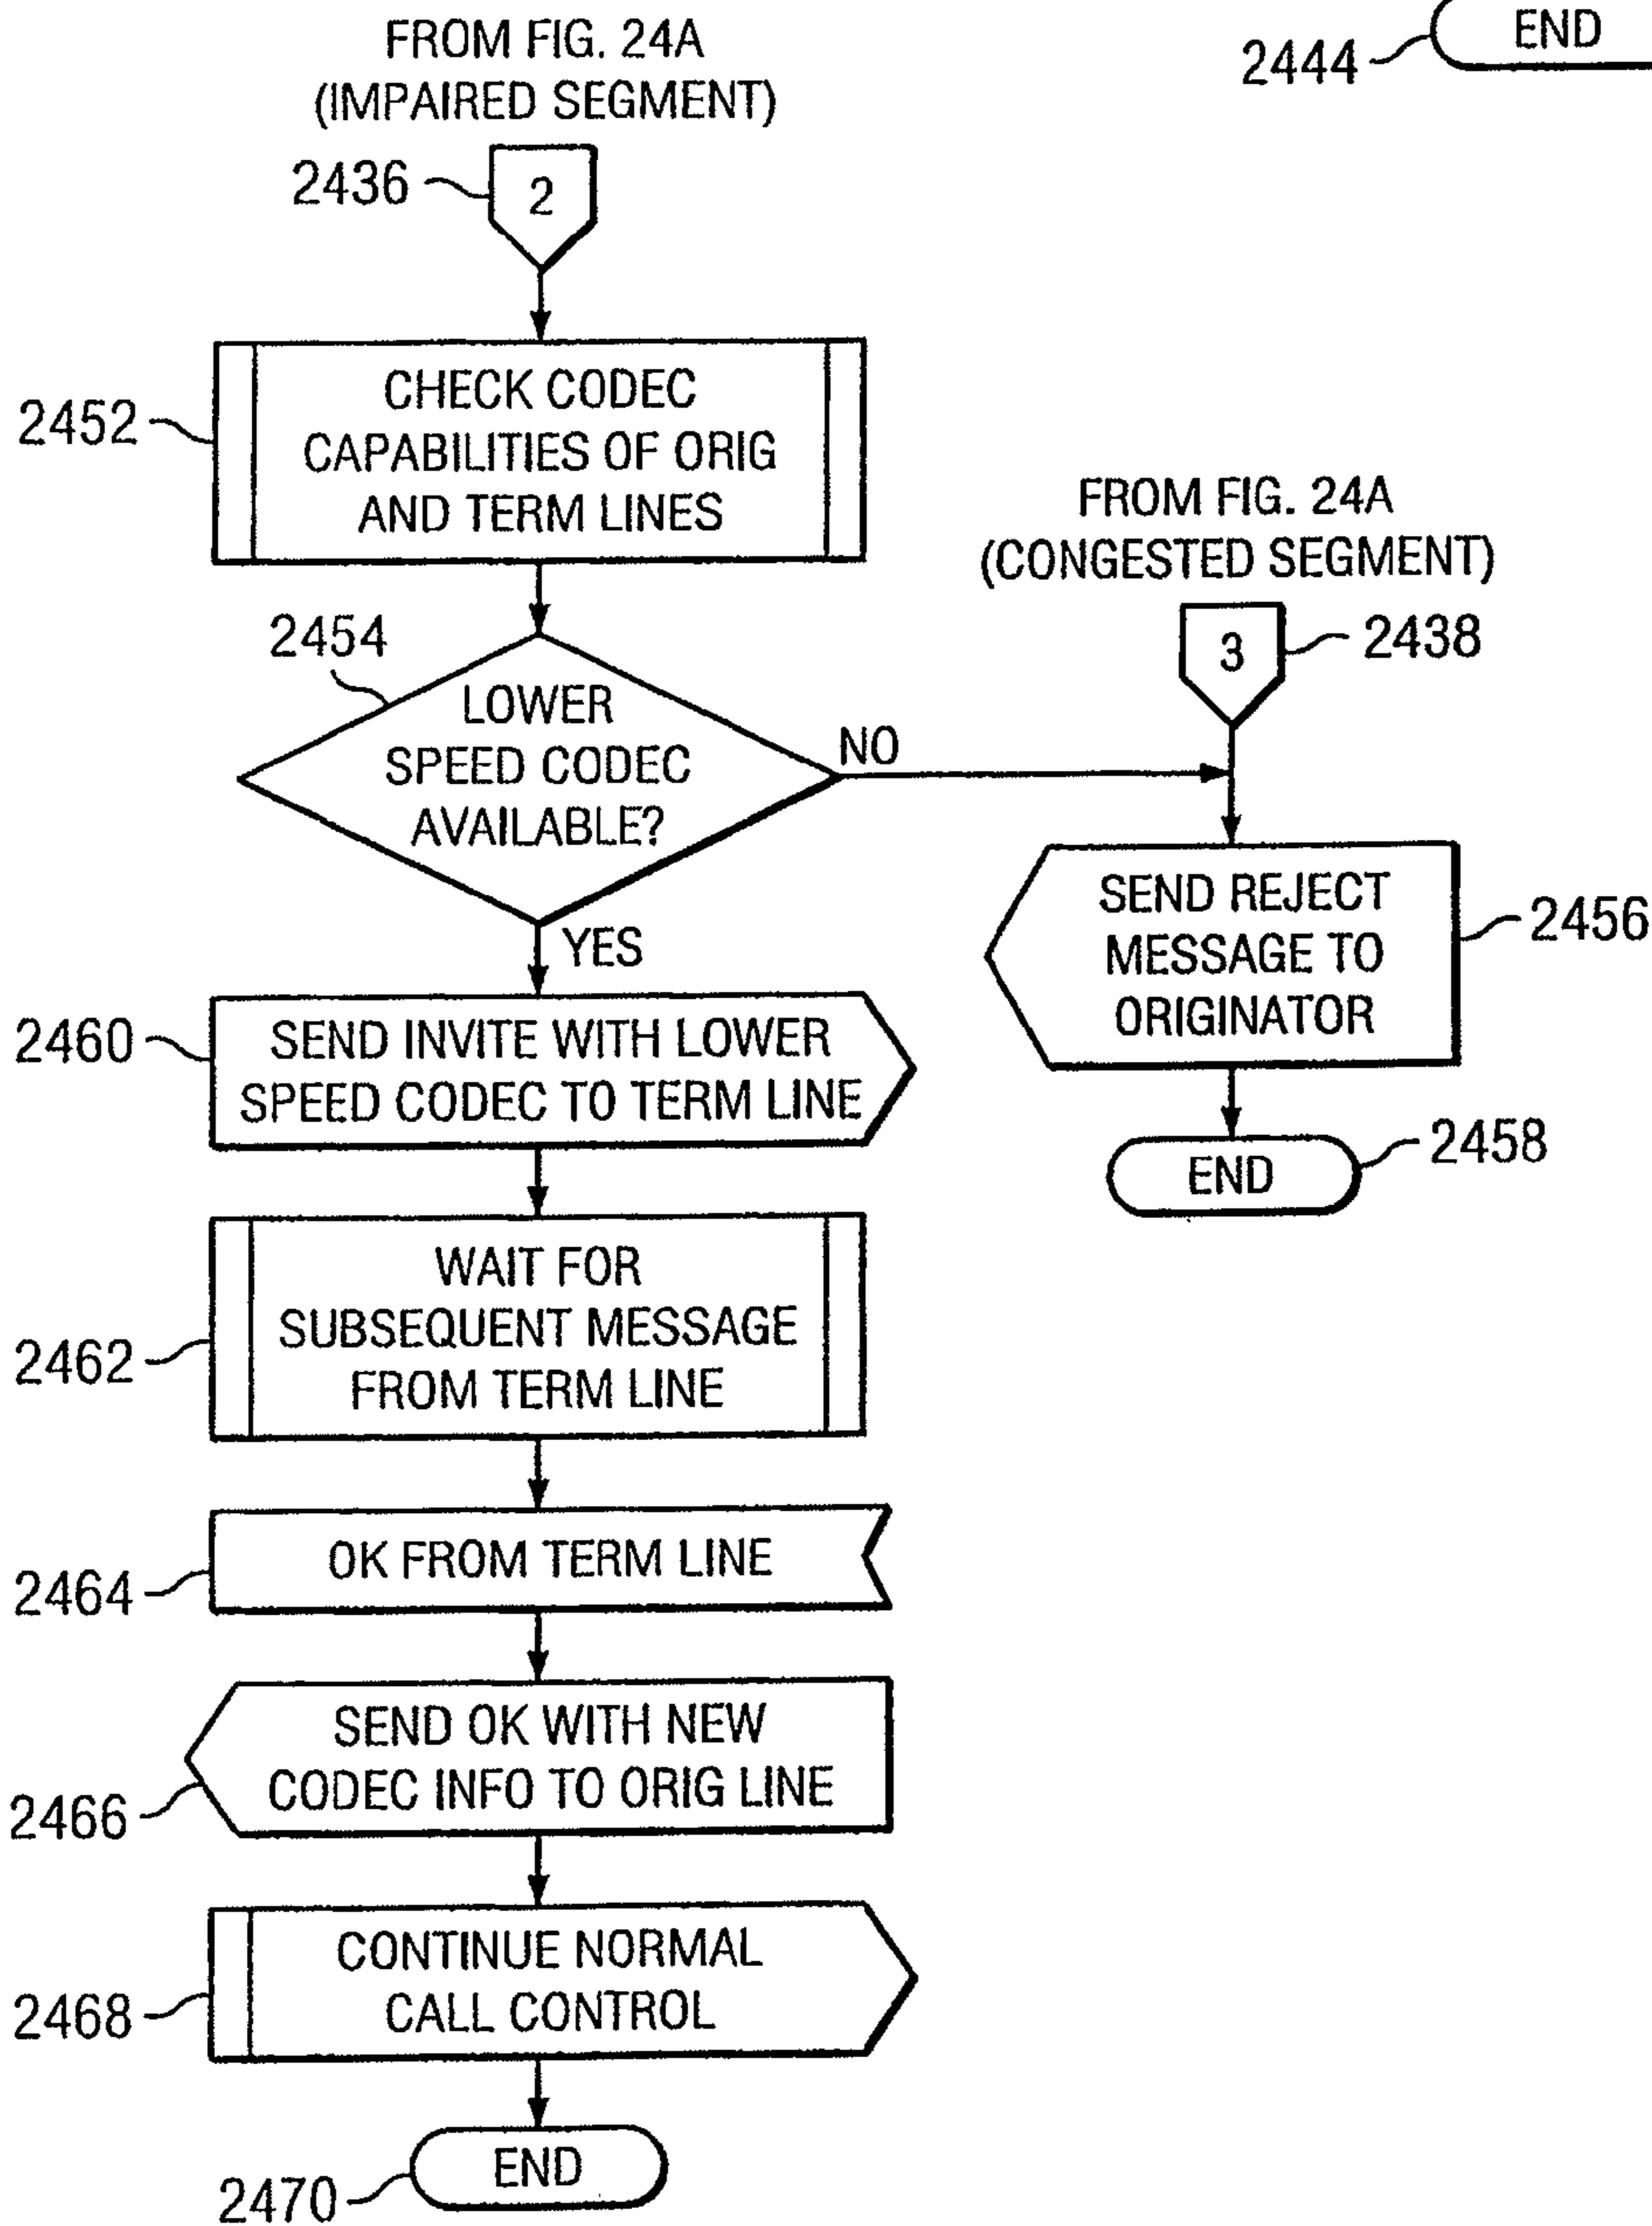 FROM FIG. 24A
(IMPAIRED SEGMENT)
2444
END
2436
2
2452
CHECK CODEC
CAPABILITIES OF ORIG
AND TERM LINES
FROM FIG. 24A
(CONGESTED SEGMENT)
2438
3
2454
LOWER
SPEED CODEC
AVAILABLE?
NO
YES
SEND REJECT
MESSAGE TO
ORIGINATOR
2456
END
2458
2460
SEND INVITE WITH LOWER
SPEED CODEC TO TERM LINE
2462
WAIT FOR
SUBSEQUENT MESSAGE
FROM TERM LINE
2464
OK FROM TERM LINE
2466
SEND OK WITH NEW
CODEC INFO TO ORIG LINE
2468
CONTINUE NORMAL
CALL CONTROL
2470
END